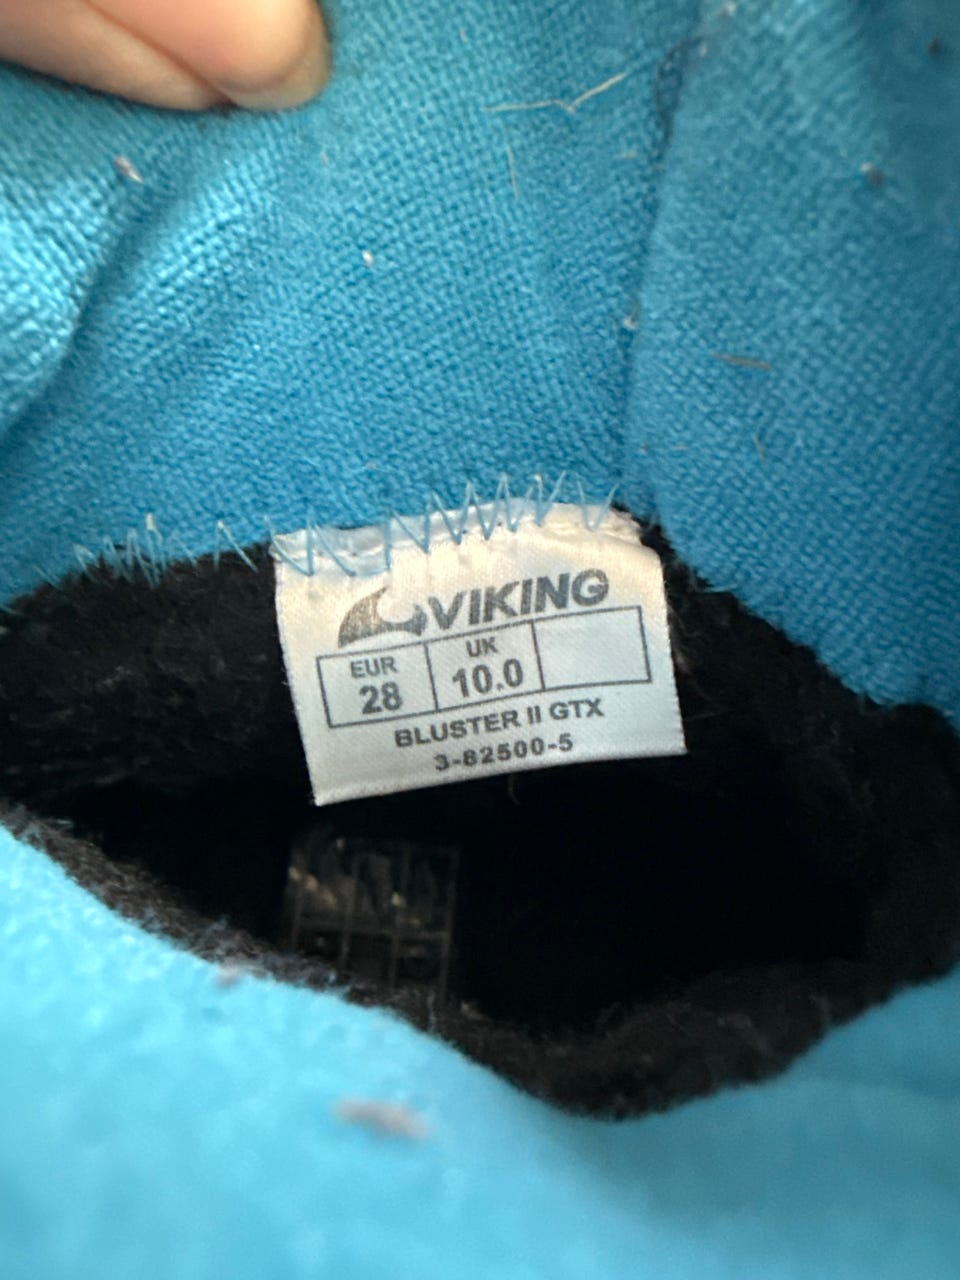 VIKING
EUR UK
28 10.0
BLUSTER II GTX
3-82500-5